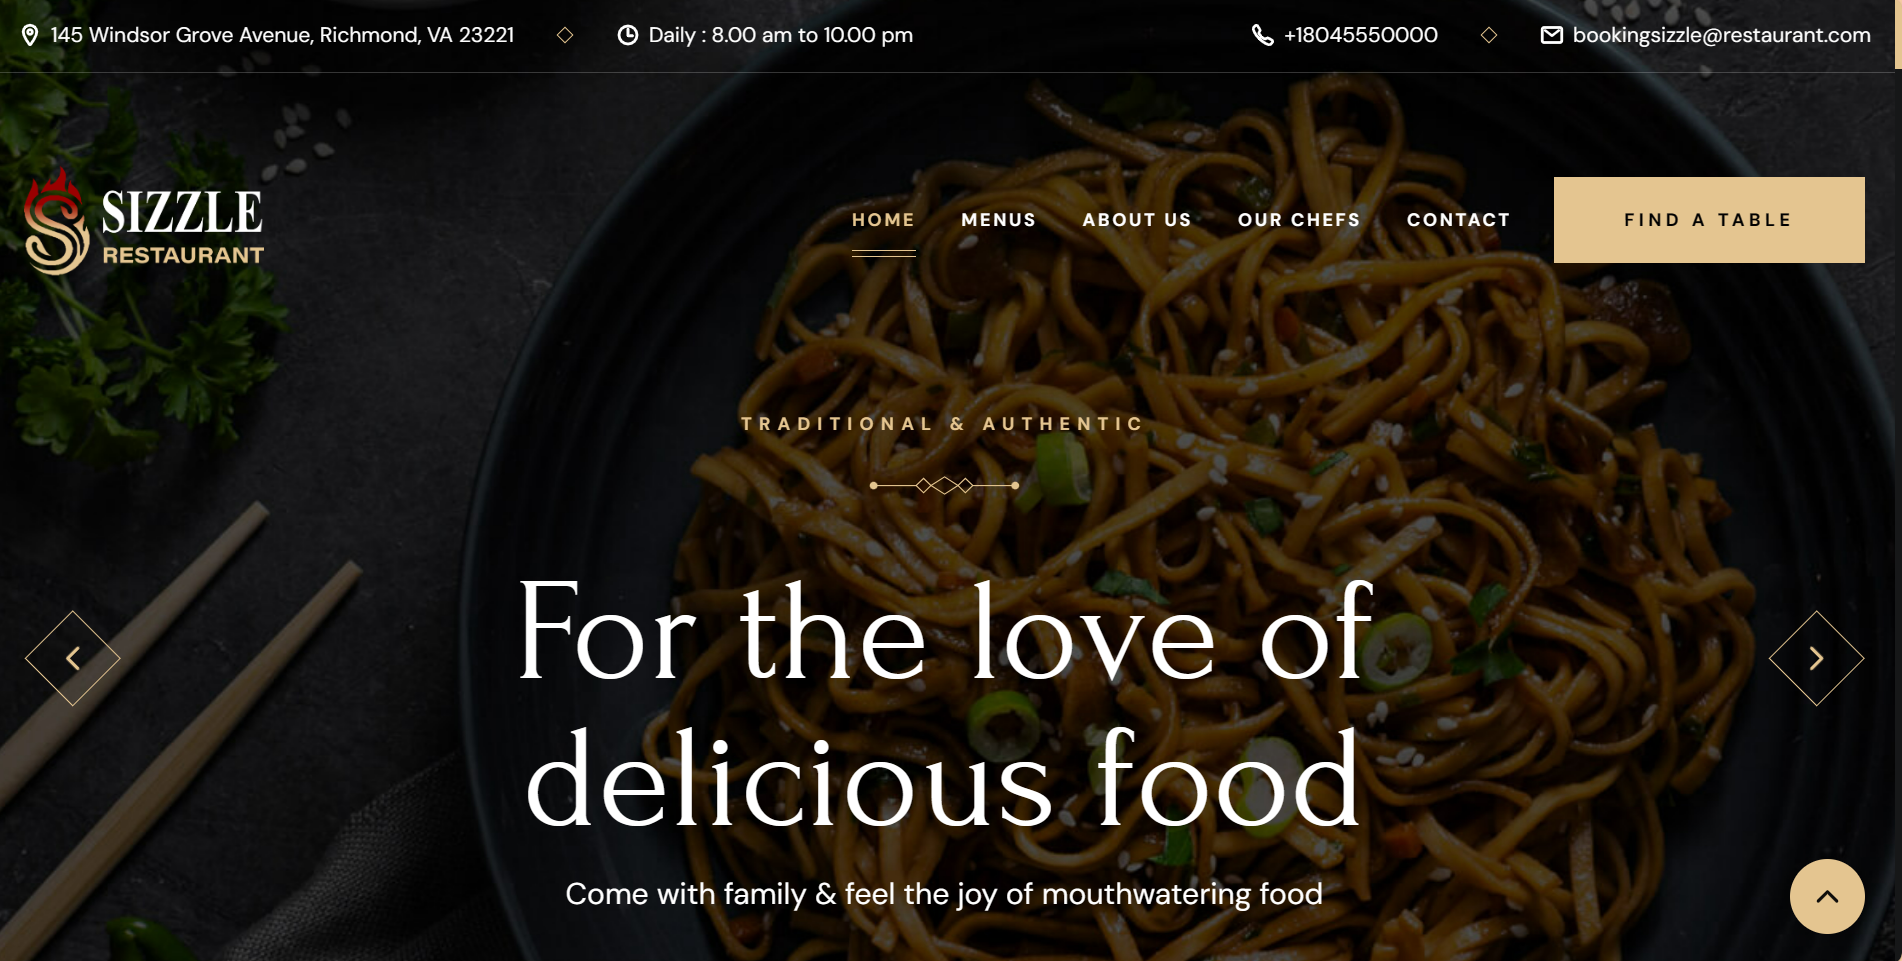 145 Windsor Grove Avenue, Richmond, VA 23221
Daily : 8.00 am to 10.00 pm
+18045550000
bookingsizzle@restaurant.com
SIZZLE
RESTAURANT
HOME
MENUS
ABOUT US
OUR CHEFS
CONTACT
FIND A TABLE
TRADITIONAL & AUTHENTIC
For the love of
delicious food
Come with family & feel the joy of mouthwatering food